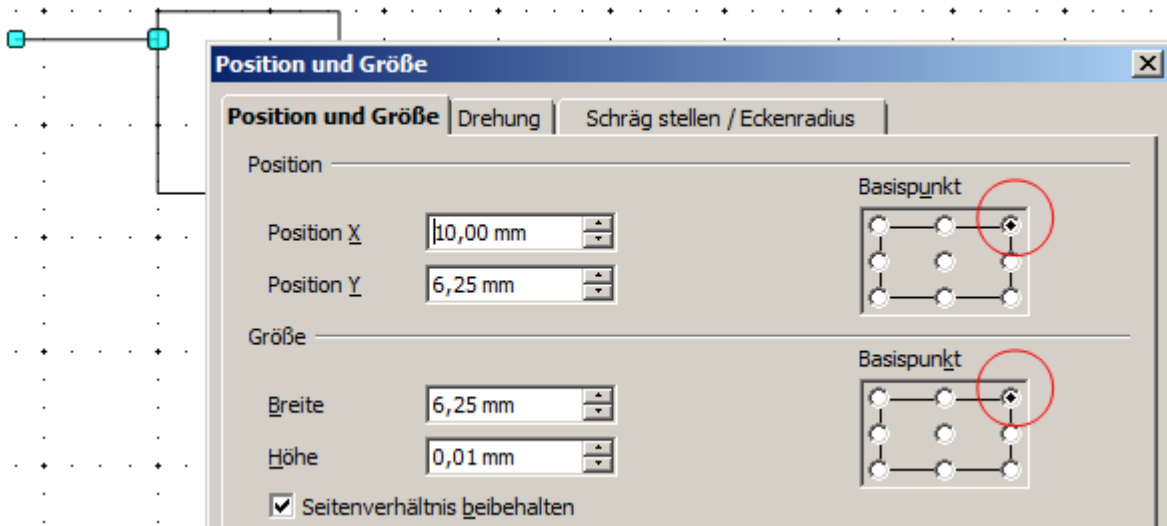 Position und Größe
Position und Größe Drehung Schräg stellen / Eckenradius
Position
Basispunkt
Position X 10,00 mm
Position Y 6,25 mm
Größe
Basispunkt
Breite 6,25 mm
Höhe 0,01 mm
Seitenverhältnis beibehalten